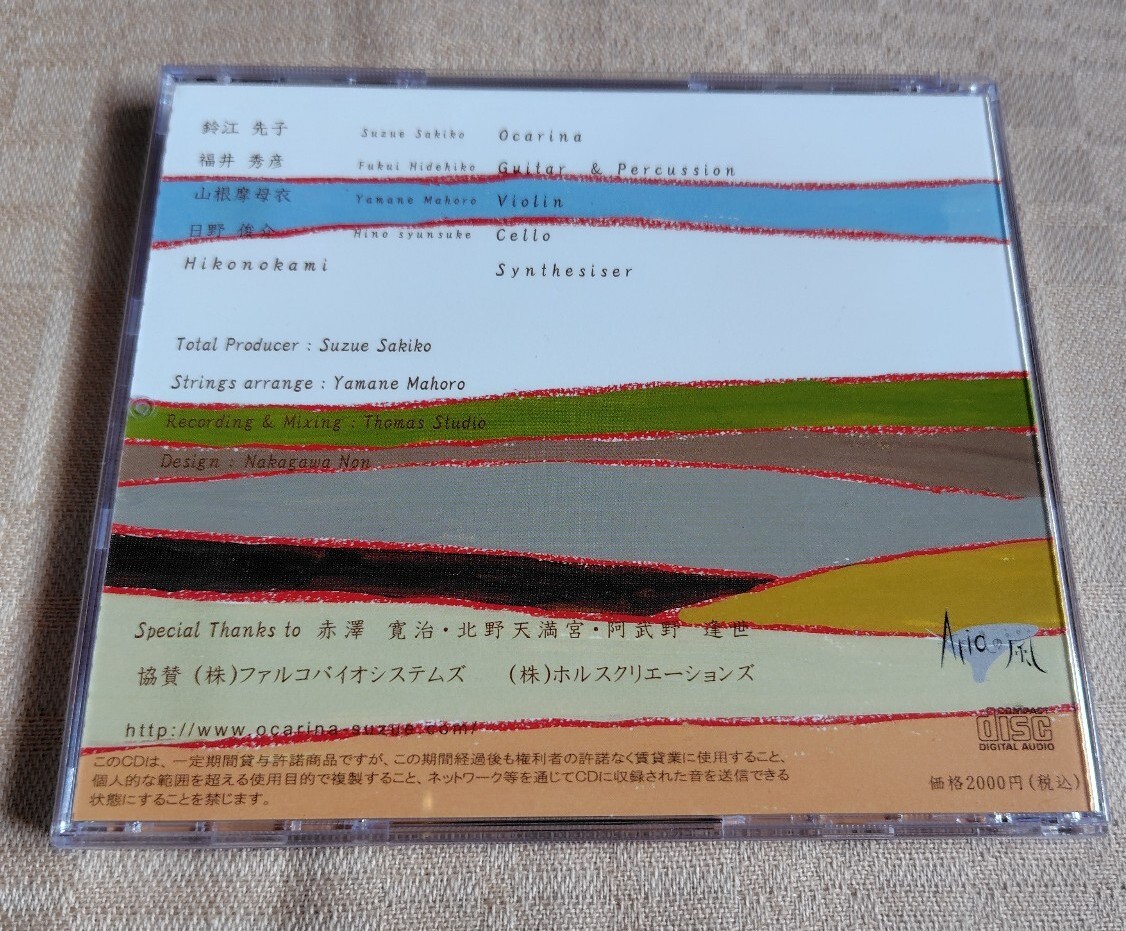 鈴江 先子 Suzue Sakiko Ocarina
福井 秀彦 Fukui Hidehiko Guitar & Percussion
山根摩母衣 Yamane Mahoro Violin
日野 俊介 Hino syunsuke Cello
Hikonokami Synthesiser
Total Producer : Suzue Sakiko
Strings arrange : Yamane Mahoro
Recording & Mixing : Thomas Studio
Design : Nakagawa Non
Special Thanks to 赤澤 寛治・北野天満宮・阿武野 逢世
協賛 (株)ファルコバイオシステムズ (株)ホルスクリエーションズ
Ariaの風
http://www.ocarina-suzue.com/
COMPACT
disc
DIGITAL AUDIO
このCDは、一定期間貸与許諾商品ですが、この期間経過後も権利者の許諾なく賃貸業に使用すること、
個人的な範囲を超える使用目的で複製すること、ネットワーク等を通じてCDに収録された音を送信できる
状態にすることを禁じます。
価格2000円(税込)